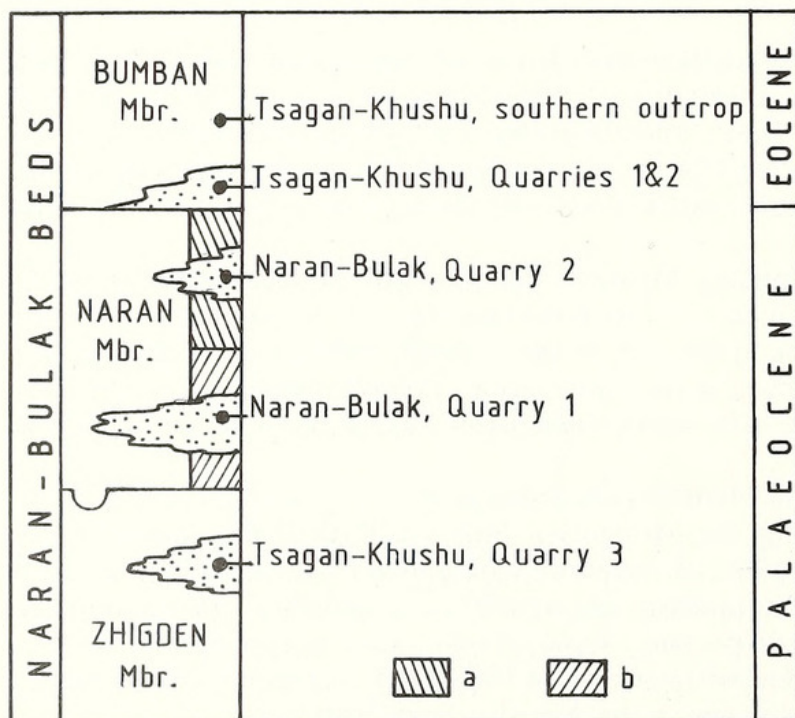 NARAN-BULAK BEDS
BUMBAN
Mbr.
Tsagan-Khushu, southern outcrop
Tsagan-Khushu, Quarries 1&2
Naran-Bulak, Quarry 2
NARAN
Mbr.
Naran-Bulak, Quarry 1
Tsagan-Khushu, Quarry 3
ZHIGDEN
Mbr.
a
b
EOCENE
PALAEOCENE